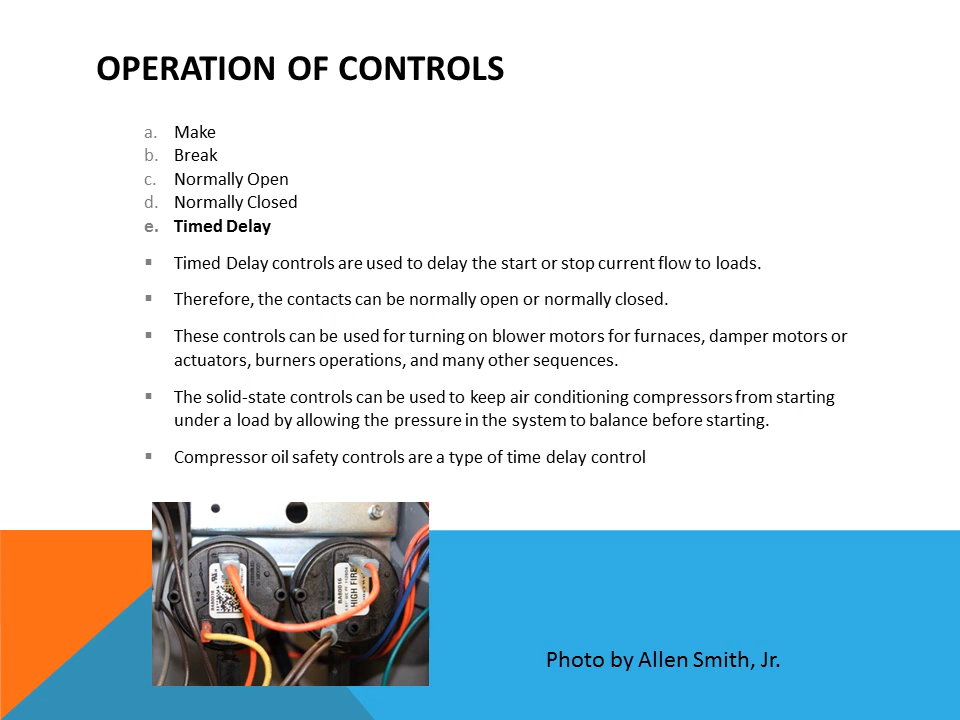 OPERATION OF CONTROLS
a. Make
b. Break
c. Normally Open
d. Normally Closed
e. Timed Delay
▪ Timed Delay controls are used to delay the start or stop current flow to loads.
▪ Therefore, the contacts can be normally open or normally closed.
▪ These controls can be used for turning on blower motors for furnaces, damper motors or
actuators, burners operations, and many other sequences.
▪ The solid-state controls can be used to keep air conditioning compressors from starting
under a load by allowing the pressure in the system to balance before starting.
▪ Compressor oil safety controls are a type of time delay control
HIGH FIRE
Photo by Allen Smith, Jr.